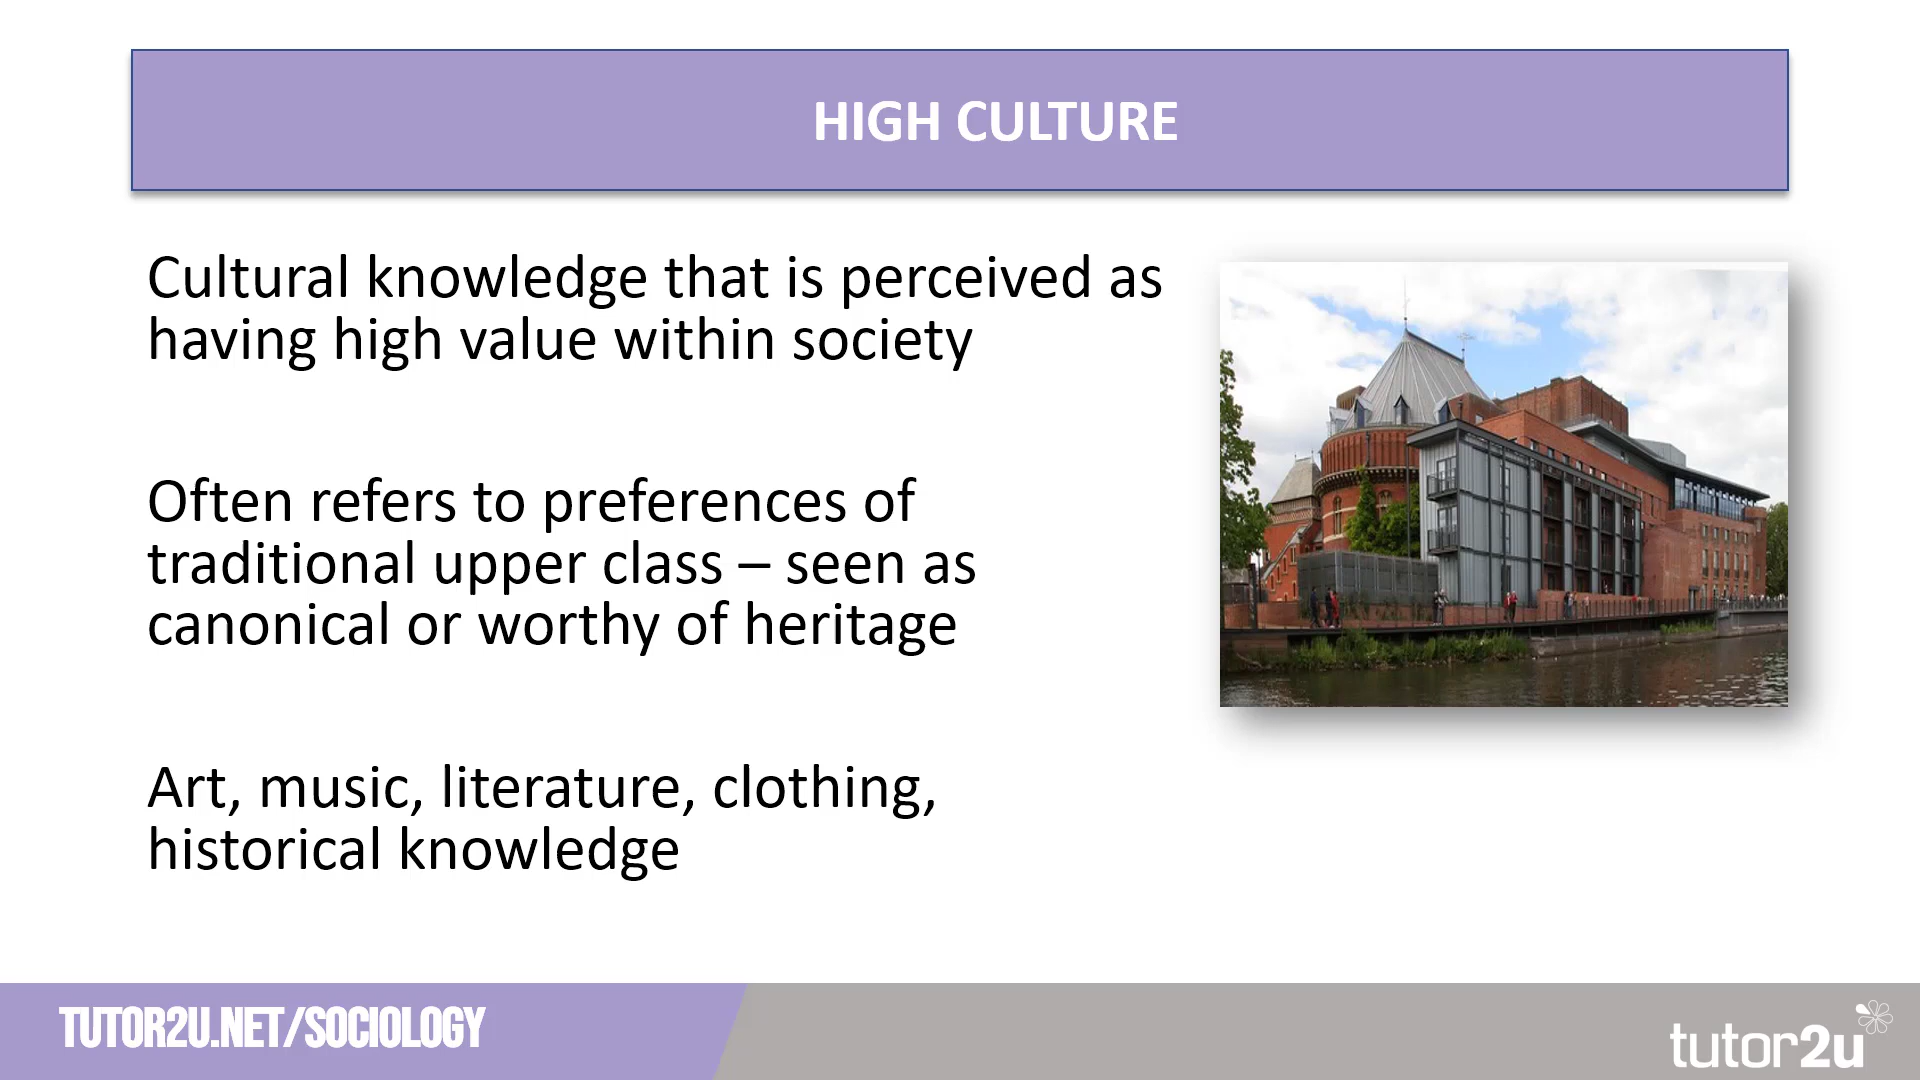 HIGH CULTURE
Cultural knowledge that is perceived as
having high value within society
Often refers to preferences of
traditional upper class – seen as
canonical or worthy of heritage
Art, music, literature, clothing,
historical knowledge
TUTOR2U.NET/SOCIOLOGY
tutor2u